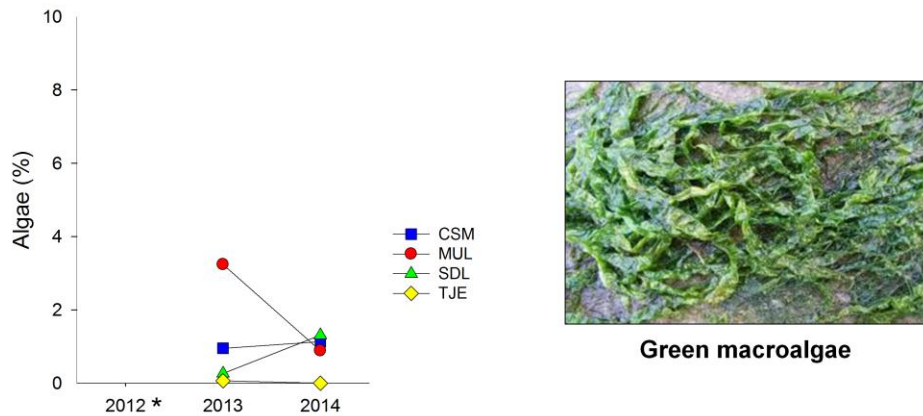 10
8
6
4
2
0
Algae (%)
2012 * 2013 2014
CSM
MUL
SDL
TJE
Green macroalgae